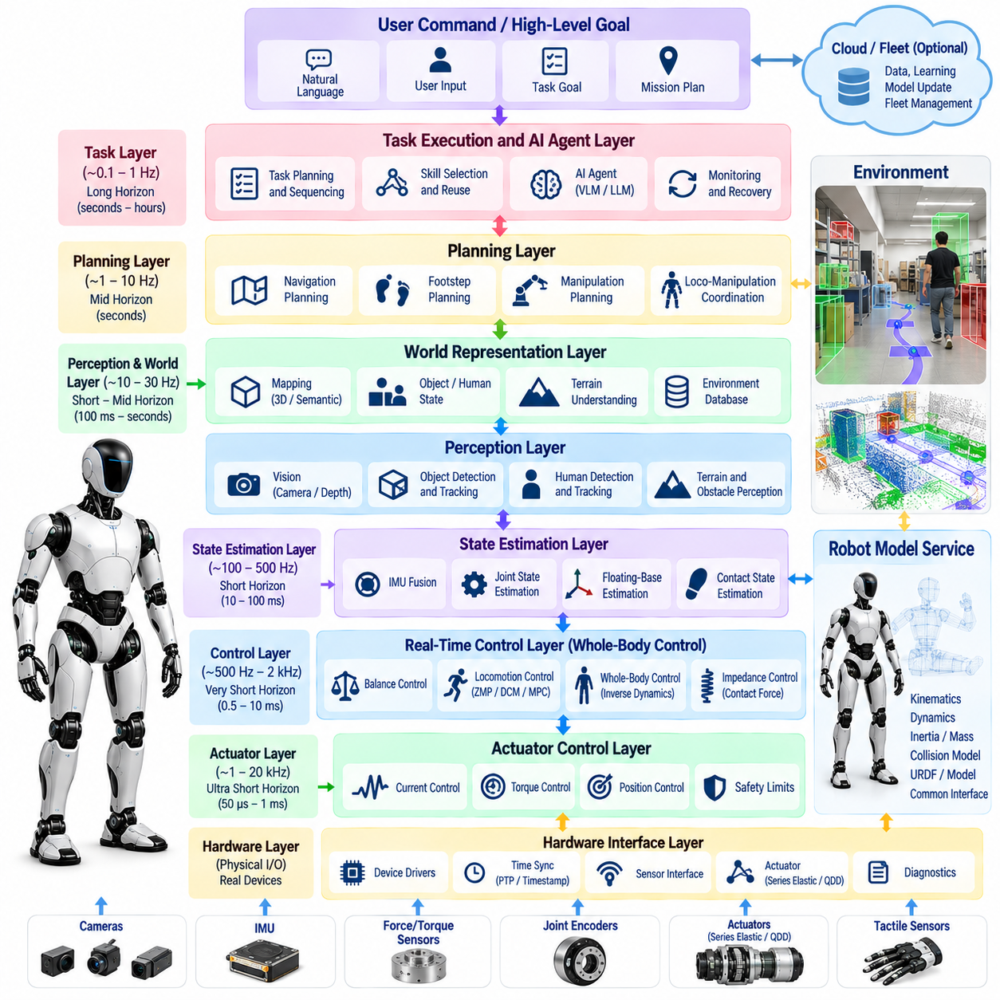 User Command / High-Level Goal
Natural
Language
User Input
Task Goal
Mission Plan
Cloud / Fleet (Optional)
Data, Learning
Model Update
Fleet Management
Task Layer
(~0.1 – 1 Hz)
Long Horizon
(seconds – hours)
Task Execution and AI Agent Layer
Task Planning
and Sequencing
Skill Selection
and Reuse
AI Agent
(VLM / LLM)
Monitoring
and Recovery
Environment
Planning Layer
(~1 – 10 Hz)
Mid Horizon
(seconds)
Planning Layer
Navigation
Planning
Footstep
Planning
Manipulation
Planning
Loco-Manipulation
Coordination
Perception & World
Layer (~10 – 30 Hz)
Short – Mid Horizon
(100 ms – seconds)
World Representation Layer
Mapping
(3D / Semantic)
Object / Human
State
Terrain
Understanding
Environment
Database
Perception Layer
Vision
(Camera / Depth)
Object Detection
and Tracking
Human Detection
and Tracking
Terrain and
Obstacle Perception
State Estimation Layer
(~100 – 500 Hz)
Short Horizon
(10 – 100 ms)
State Estimation Layer
IMU Fusion
Joint State
Estimation
Floating-Base
Estimation
Contact State
Estimation
Robot Model Service
Kinematics
Dynamics
Inertia / Mass
Collision Model
URDF / Model
Common Interface
Control Layer
(~500 Hz – 2 kHz)
Very Short Horizon
(0.5 – 10 ms)
Real-Time Control Layer (Whole-Body Control)
Balance Control
Locomotion Control
(ZMP / DCM / MPC)
Whole-Body Control
(Inverse Dynamics)
Impedance Control
(Contact Force)
Actuator Layer
(~1 – 20 kHz)
Ultra Short Horizon
(50 µs – 1 ms)
Actuator Control Layer
Current Control
Torque Control
Position Control
Safety Limits
Hardware Layer
(Physical I/O)
Real Devices
Hardware Interface Layer
Device Drivers
Time Sync
(PTP / Timestamp)
Sensor Interface
Actuator
(Series Elastic / QDD)
Diagnostics
Cameras
IMU
Force/Torque
Sensors
Joint Encoders
Actuators
(Series Elastic / QDD)
Tactile Sensors